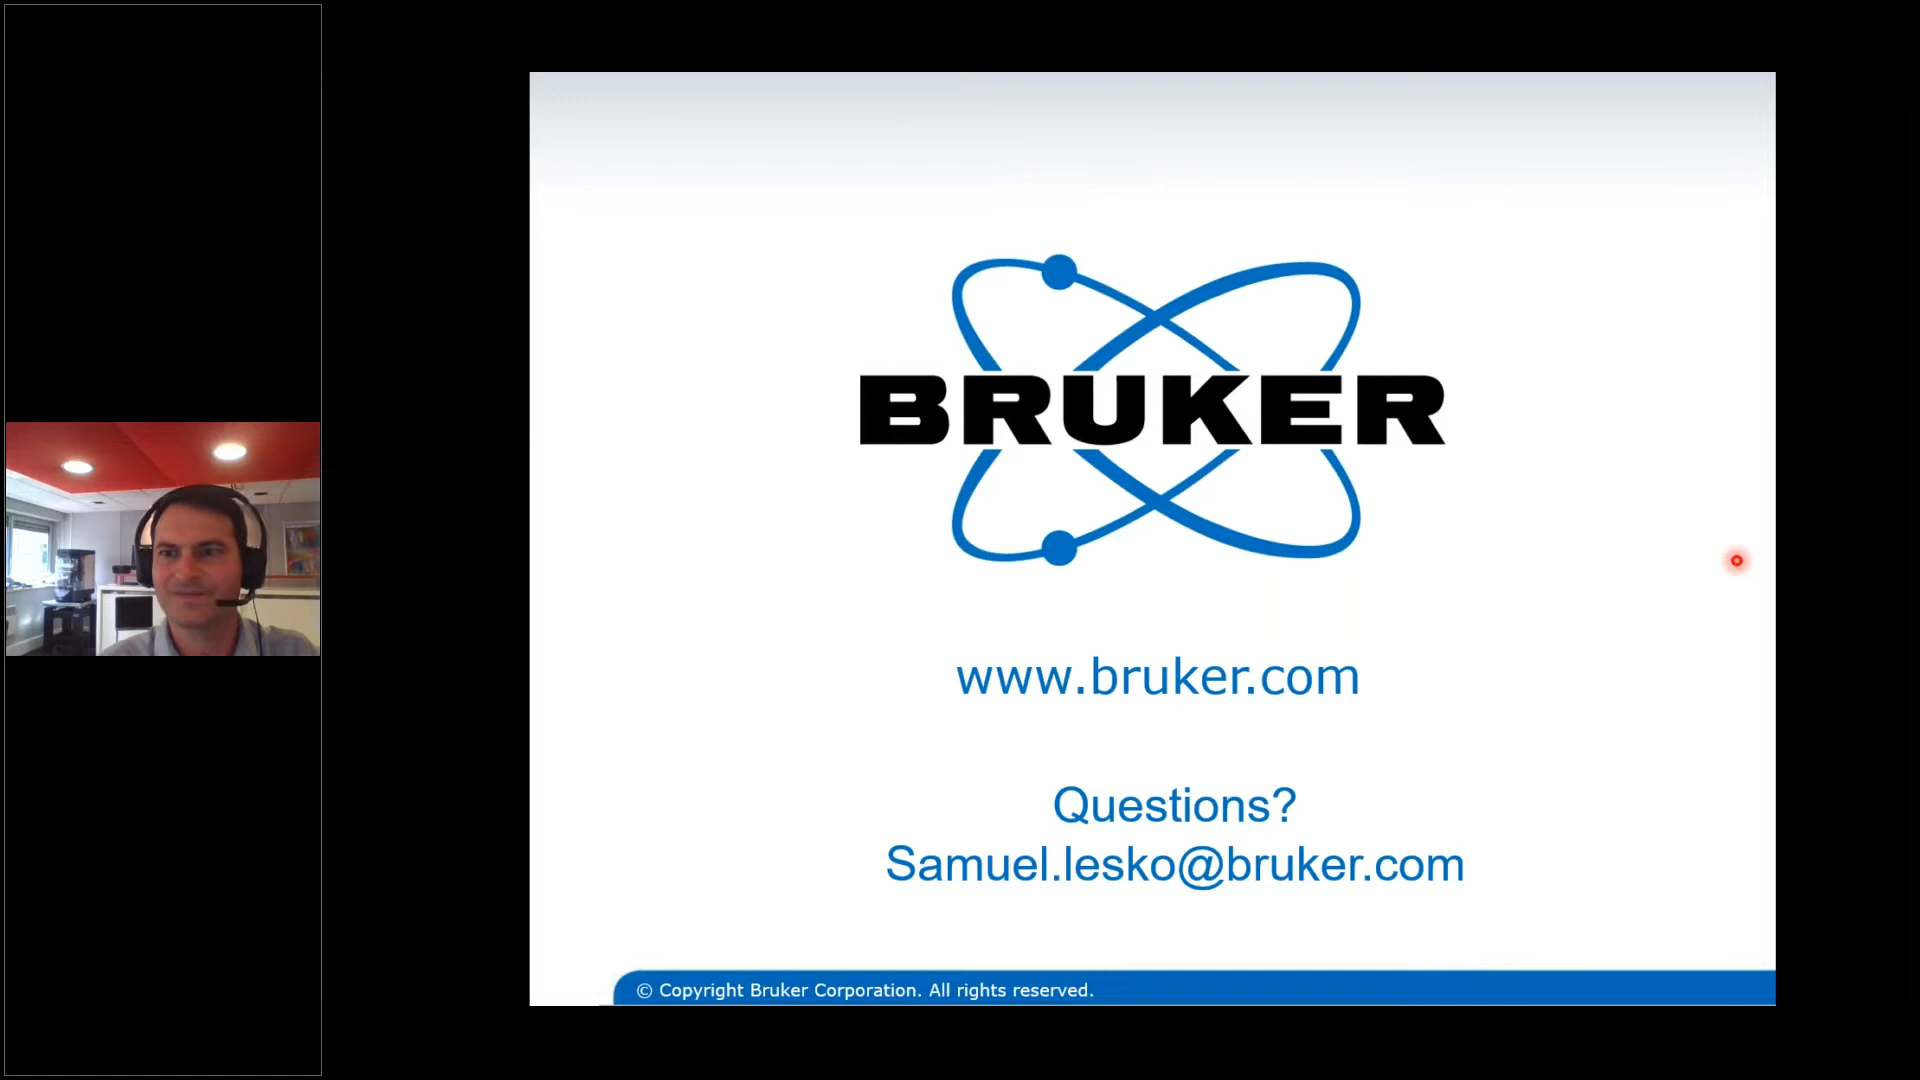 BRUKER
www.bruker.com
Questions?
Samuel.lesko@bruker.com
© Copyright Bruker Corporation. All rights reserved.